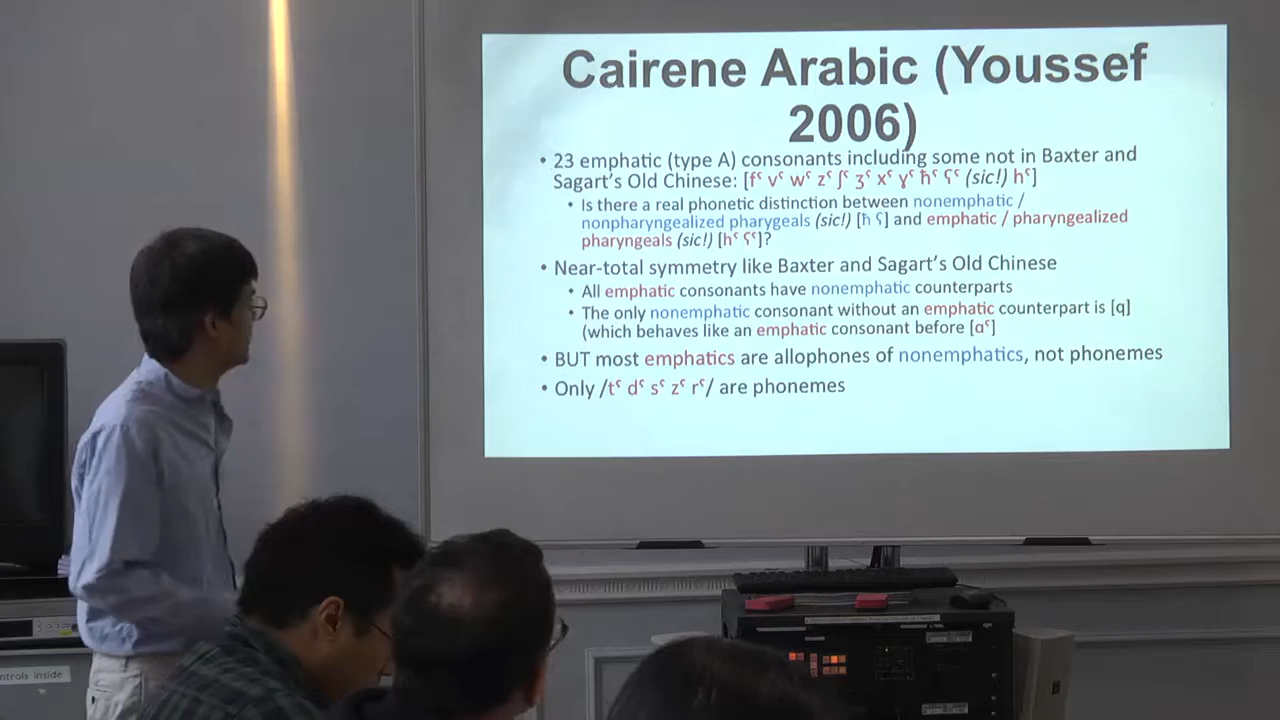 Cairene Arabic (Youssef
2006)
• 23 emphatic (type A) consonants including some not in Baxter and
Sagart's Old Chinese: [fˤ vˤ wˤ zˤ ʃˤ ʒˤ xˤ ɣˤ ħˤ ʕˤ (sic!) hˤ]
• Is there a real phonetic distinction between nonemphatic /
nonpharyngealized pharygeals (sic!) [ħ ʕ] and emphatic / pharyngealized
pharyngeals (sic!) [hˤ ʕˤ]?
• Near-total symmetry like Baxter and Sagart's Old Chinese
• All emphatic consonants have nonemphatic counterparts
• The only nonemphatic consonant without an emphatic counterpart is [q]
(which behaves like an emphatic consonant before [ɑˤ]
• BUT most emphatics are allophones of nonemphatics, not phonemes
• Only /tˤ dˤ sˤ zˤ rˤ/ are phonemes
ntrols inside